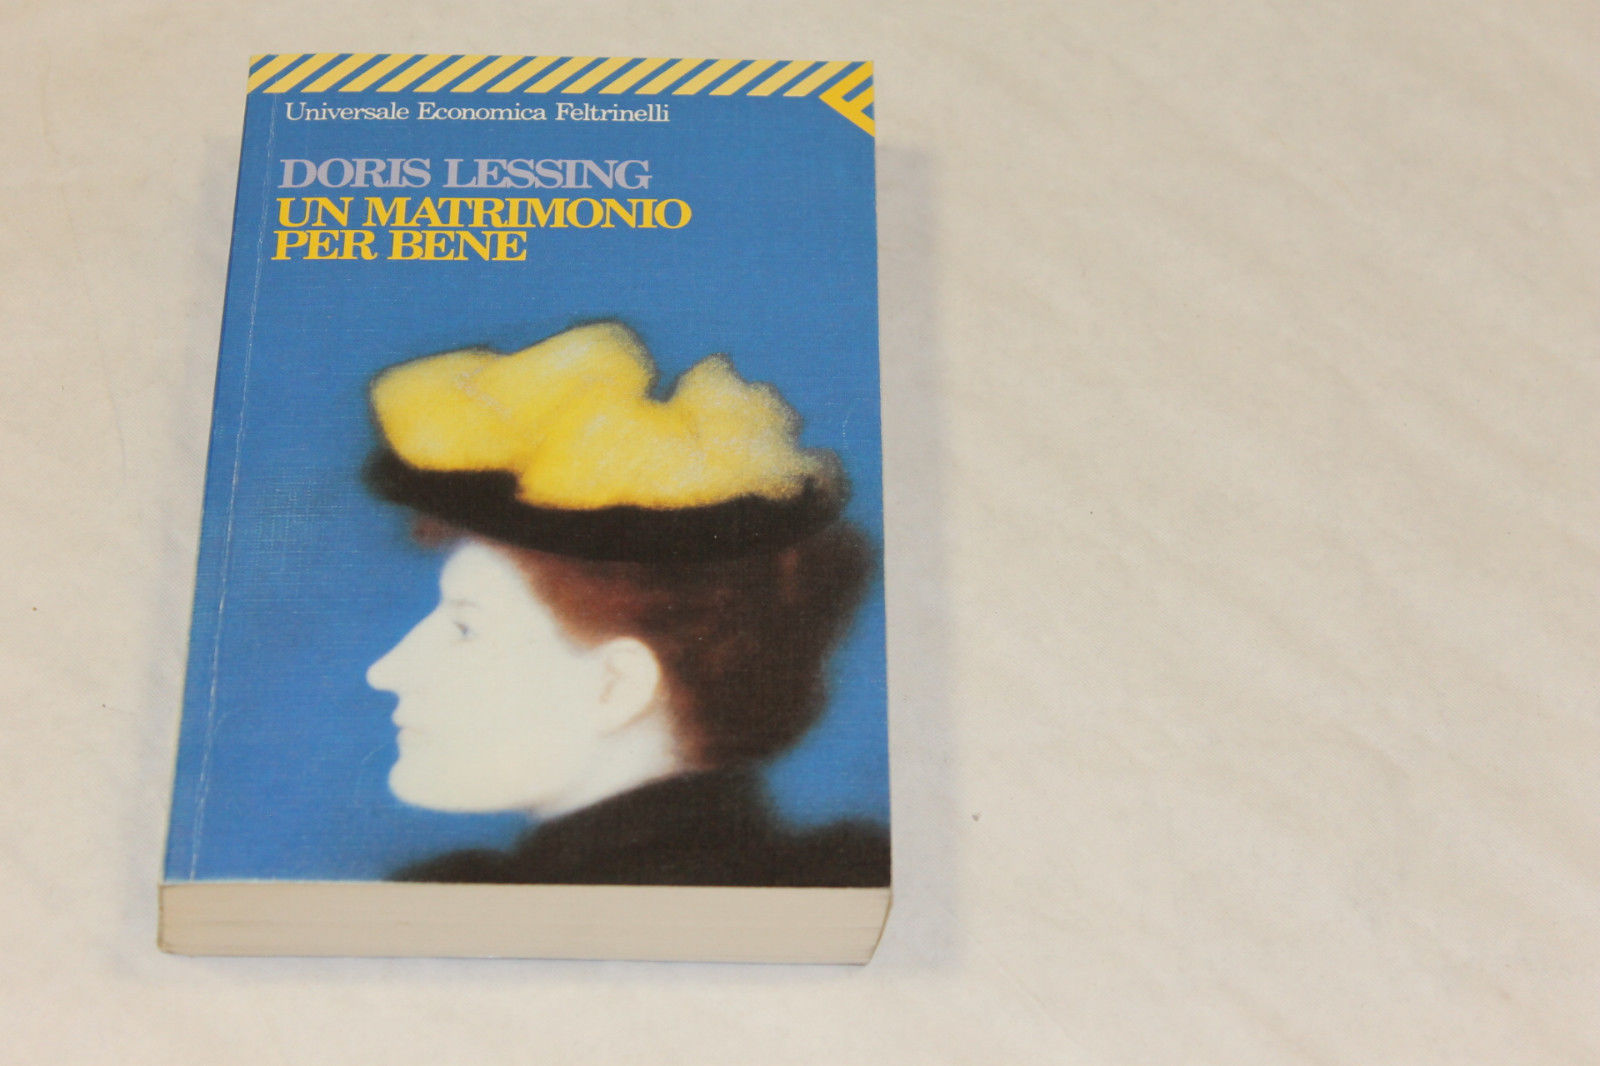 Universale Economica Feltrinelli
DORIS LESSING
UN MATRIMONIO
PER BENE